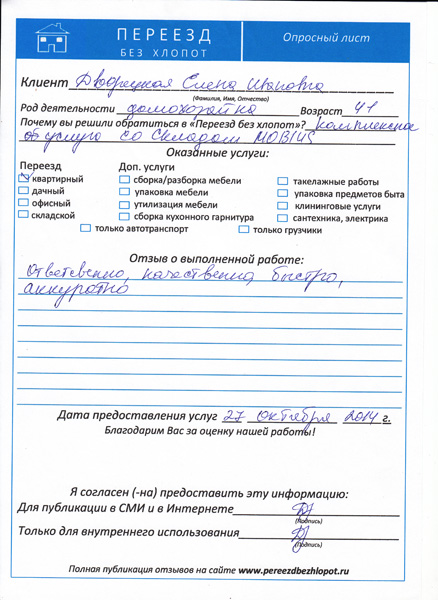 ПЕРЕЕЗД
БЕЗ ХЛОПОТ
Опросный лист
Клиент Дворецкая Елена Ивановна
(Фамилия, Имя, Отчество)
Род деятельности домохозяйка Возраст 41
Почему вы решили обратиться в «Переезд без хлопот»? комплексна
об услуга со складом MOBIUS
Оказанные услуги:
Переезд Доп. услуги
квартирный сборка/разборка мебели такелажные работы
дачный упаковка мебели упаковка предметов быта
офисный утилизация мебели клининговые услуги
складской сборка кухонного гарнитура сантехника, электрика
только автотранспорт только грузчики
Отзыв о выполненной работе:
Ответсвенно, качественно, быстро,
аккуратно
Дата предоставления услуг 27 октября 2014 г.
Благодарим Вас за оценку нашей работы!
Я согласен (-на) предоставить эту информацию:
Для публикации в СМИ и в Интернете
(Подпись)
Только для внутреннего использования
(Подпись)
Полная публикация отзывов на сайте www.pereezdbezhlopot.ru